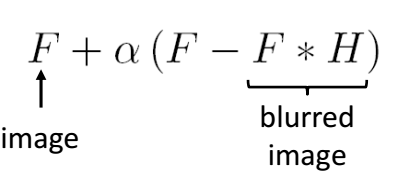 F + α (F − F ∗ H)
image
blurred
image